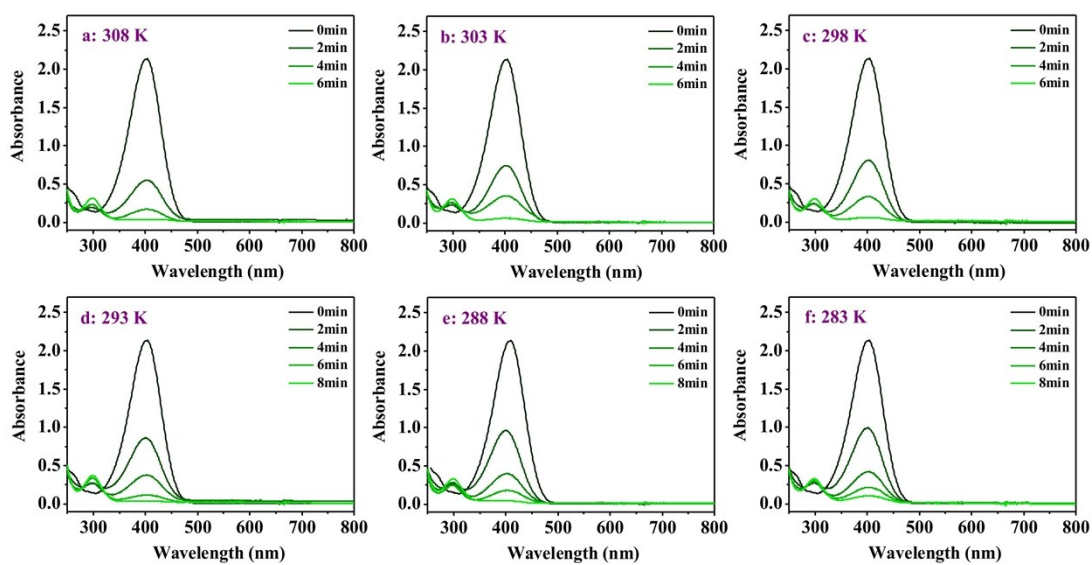 a: 308 K
0min
2min
4min
6min
2.5
2.0
1.5
1.0
0.5
0.0
Absorbance
300 400 500 600 700 800
Wavelength (nm)
b: 303 K
0min
2min
4min
6min
2.5
2.0
1.5
1.0
0.5
0.0
Absorbance
300 400 500 600 700 800
Wavelength (nm)
c: 298 K
0min
2min
4min
6min
2.5
2.0
1.5
1.0
0.5
0.0
Absorbance
300 400 500 600 700 800
Wavelength (nm)
d: 293 K
0min
2min
4min
6min
8min
2.5
2.0
1.5
1.0
0.5
0.0
Absorbance
300 400 500 600 700 800
Wavelength (nm)
e: 288 K
0min
2min
4min
6min
8min
2.5
2.0
1.5
1.0
0.5
0.0
Absorbance
300 400 500 600 700 800
Wavelength (nm)
f: 283 K
0min
2min
4min
6min
8min
2.5
2.0
1.5
1.0
0.5
0.0
Absorbance
300 400 500 600 700 800
Wavelength (nm)